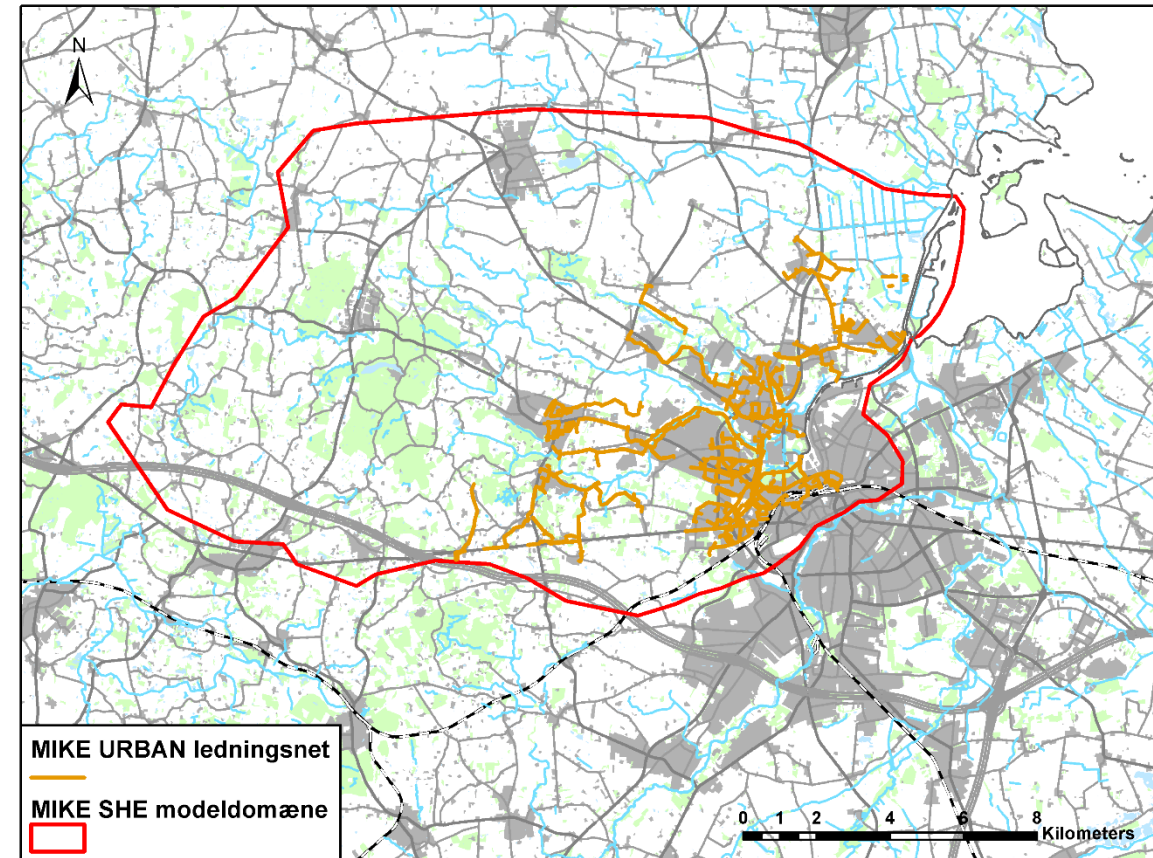 N
MIKE URBAN ledningsnet
MIKE SHE modeldomæne
0 1 2 4 6 8
Kilometers